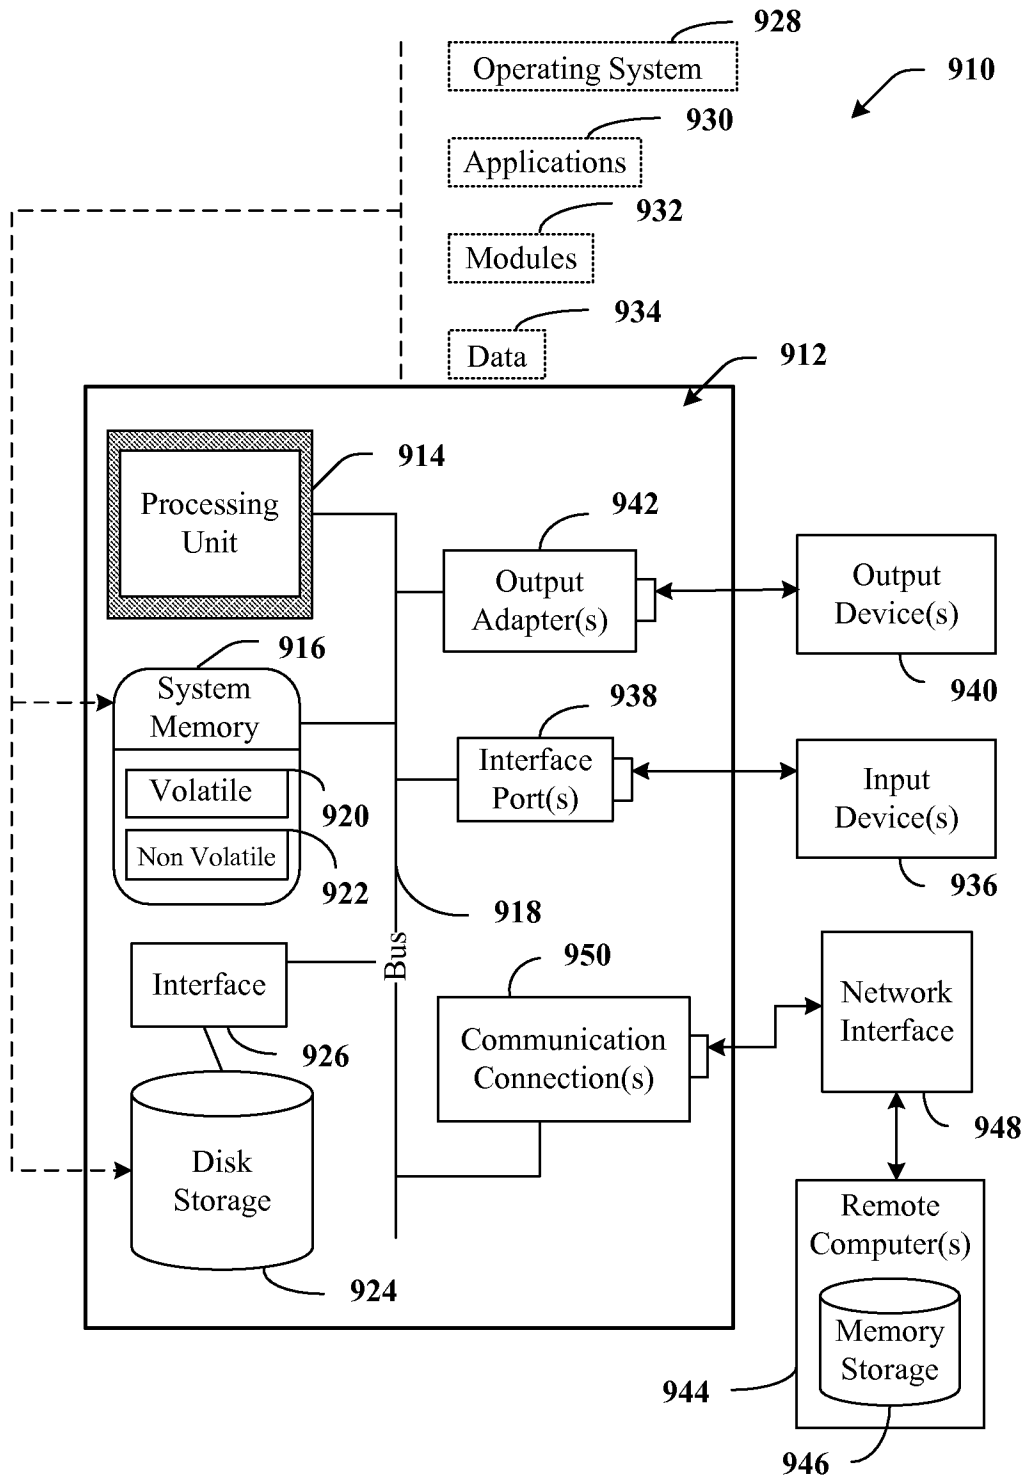 928
Operating System
910
930
Applications
932
Modules
934
Data
912
914
Processing
Unit
942
Output
Adapter(s)
Output
Device(s)
940
916
System
Memory
Volatile
920
Non Volatile
922
938
Interface
Port(s)
Input
Device(s)
936
918
Bus
Interface
926
950
Communication
Connection(s)
Network
Interface
948
Disk
Storage
924
Remote
Computer(s)
Memory
Storage
944
946